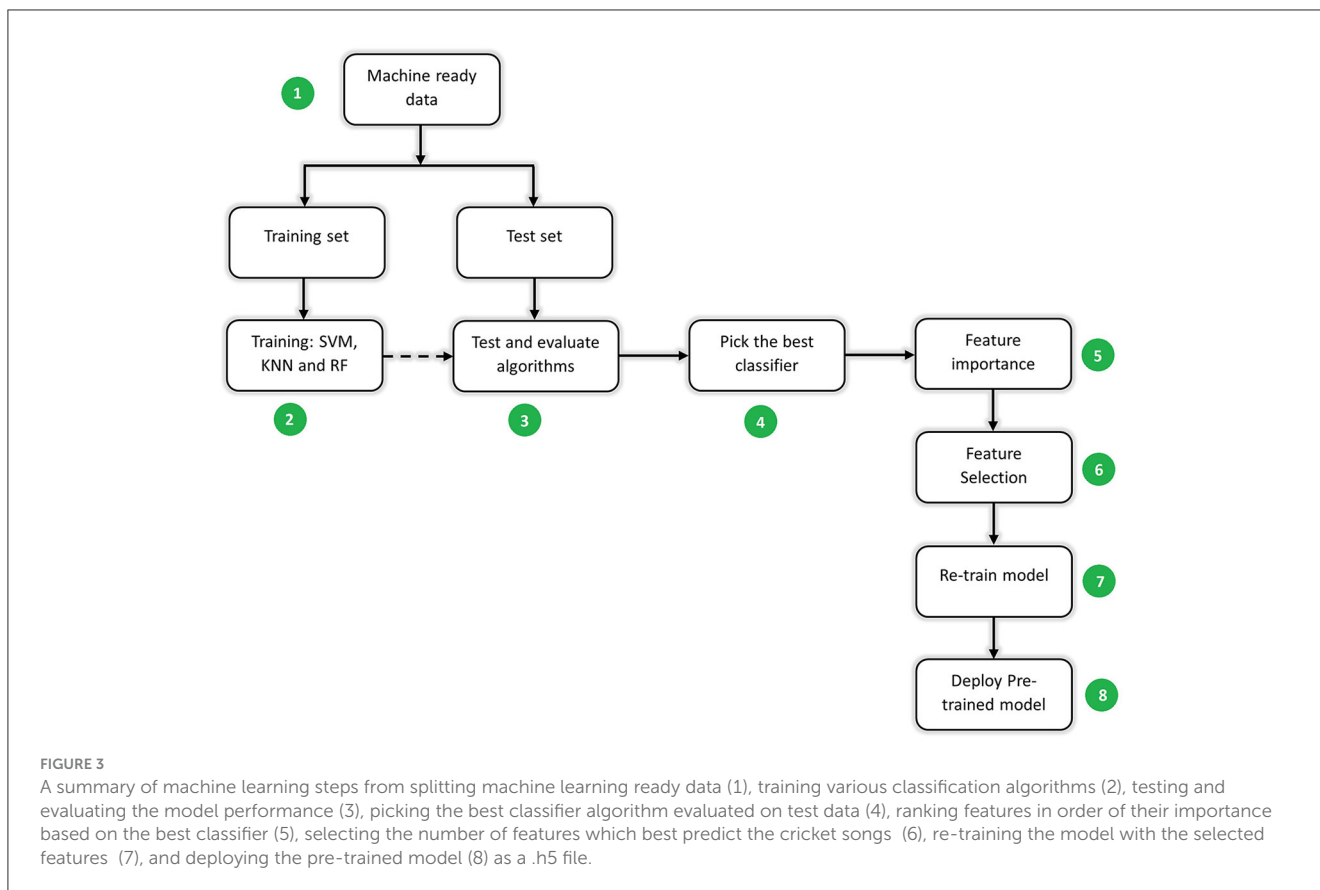 Machine ready
data
1
Training set
Test set
Training: SVM,
KNN and RF
2
Test and evaluate
algorithms
3
Pick the best
classifier
4
Feature
importance
5
Feature
Selection
6
Re-train model
7
Deploy Pre-
trained model
8
FIGURE 3
A summary of machine learning steps from splitting machine learning ready data (1), training various classification algorithms (2), testing and
evaluating the model performance (3), picking the best classifier algorithm evaluated on test data (4), ranking features in order of their importance
based on the best classifier (5), selecting the number of features which best predict the cricket songs (6), re-training the model with the selected
features (7), and deploying the pre-trained model (8) as a .h5 file.